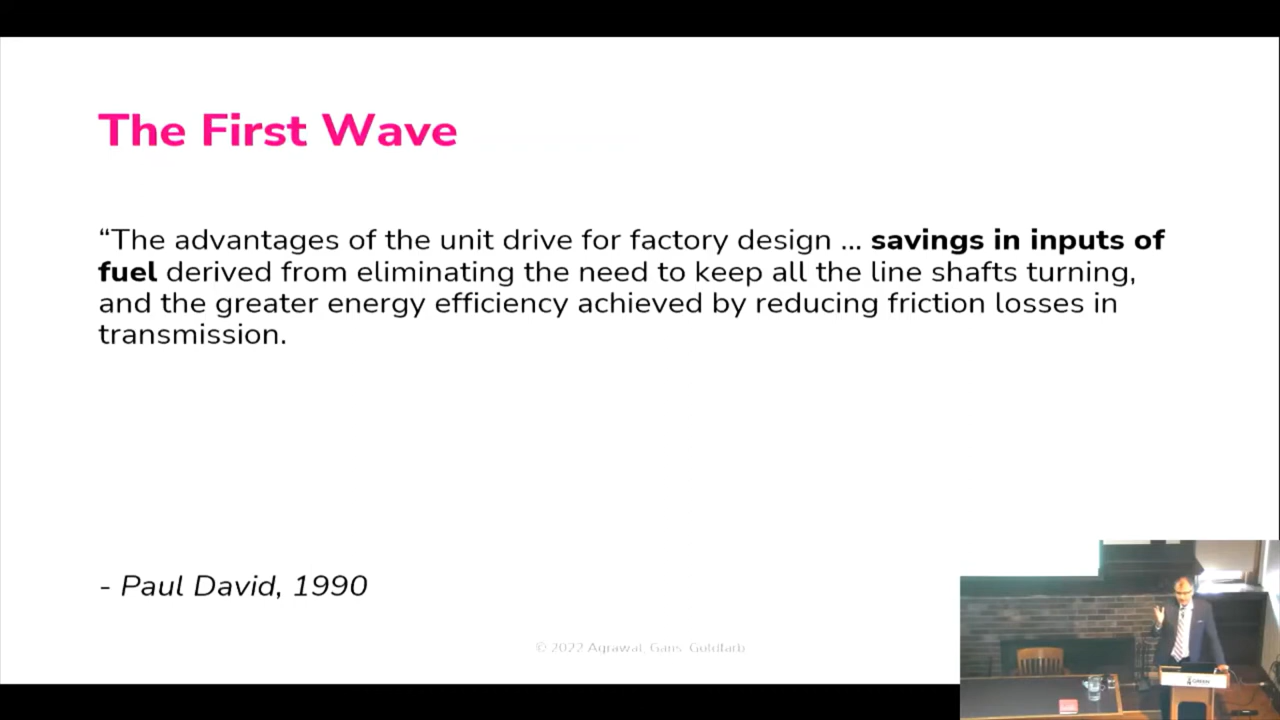 The First Wave
“The advantages of the unit drive for factory design ... savings in inputs of
fuel derived from eliminating the need to keep all the line shafts turning,
and the greater energy efficiency achieved by reducing friction losses in
transmission.
- Paul David, 1990
© 2022 Agrawal, Gans, Goldfarb
GREEN